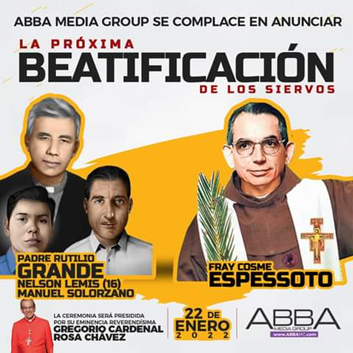 ABBA MEDIA GROUP SE COMPLACE EN ANUNCIAR
LA PRÓXIMA
BEATIFICACIÓN
DE LOS SIERVOS
PADRE RUTILIO
GRANDE
NELSON LEMIS (16)
MANUEL SOLORZANO
FRAY COSME
ESPESSOTO
LA CEREMONIA SERÁ PRESIDIDA
POR SU EMINENCIA REVERENDÍSIMA
GREGORIO CARDENAL
ROSA CHÁVEZ
22 DE
ENERO
2022
ABBA
MEDIA GROUP